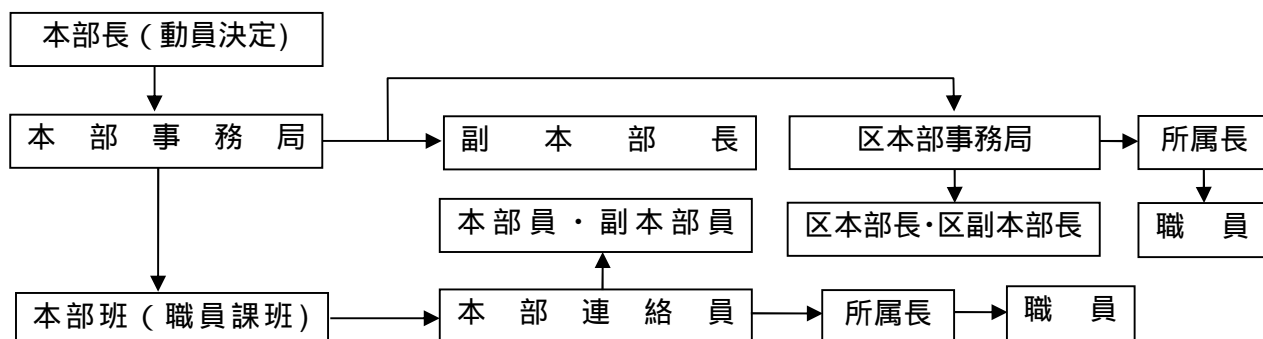 本部長（動員決定)
本部事務局
副本部長
区本部事務局
所属長
本部員・副本部員
区本部長・区副本部長
職員
本部班（職員課班)
本部連絡員
所属長
職員